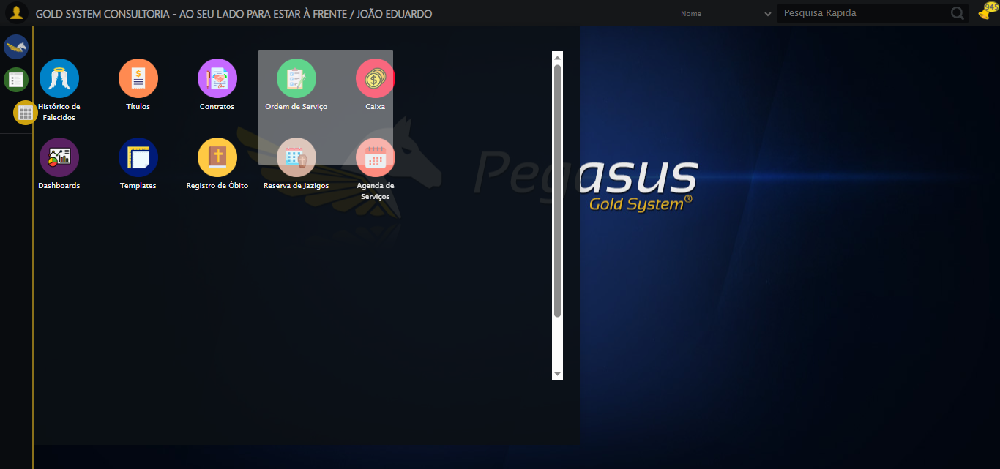 GOLD SYSTEM CONSULTORIA - AO SEU LADO PARA ESTAR À FRENTE / JOÃO EDUARDO
Nome
Pesquisa Rapida
945
Histórico de
Falecidos
Títulos
Contratos
Ordem de Serviço
Caixa
Dashboards
Templates
Registro de Óbito
Reserva de Jazigos
Agenda de
Serviços
Pegasus
Gold System®